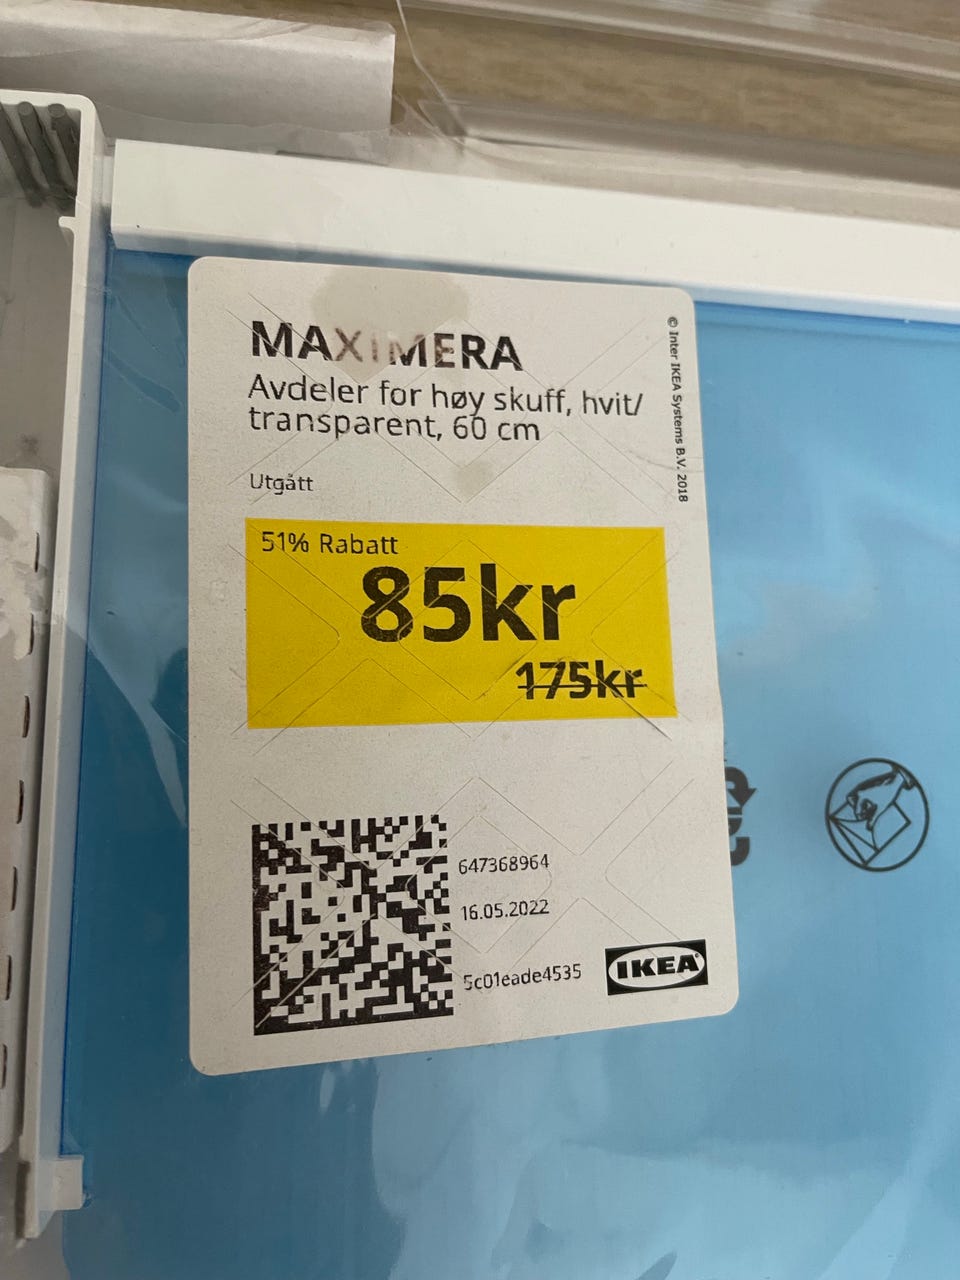 MAXIMERA
Avdeler for høy skuff, hvit/
transparent, 60 cm
Utgått
51% Rabatt
85kr
175kr
647368964
16.05.2022
5c01eade4535
IKEA
© Inter IKEA Systems B.V. 2018